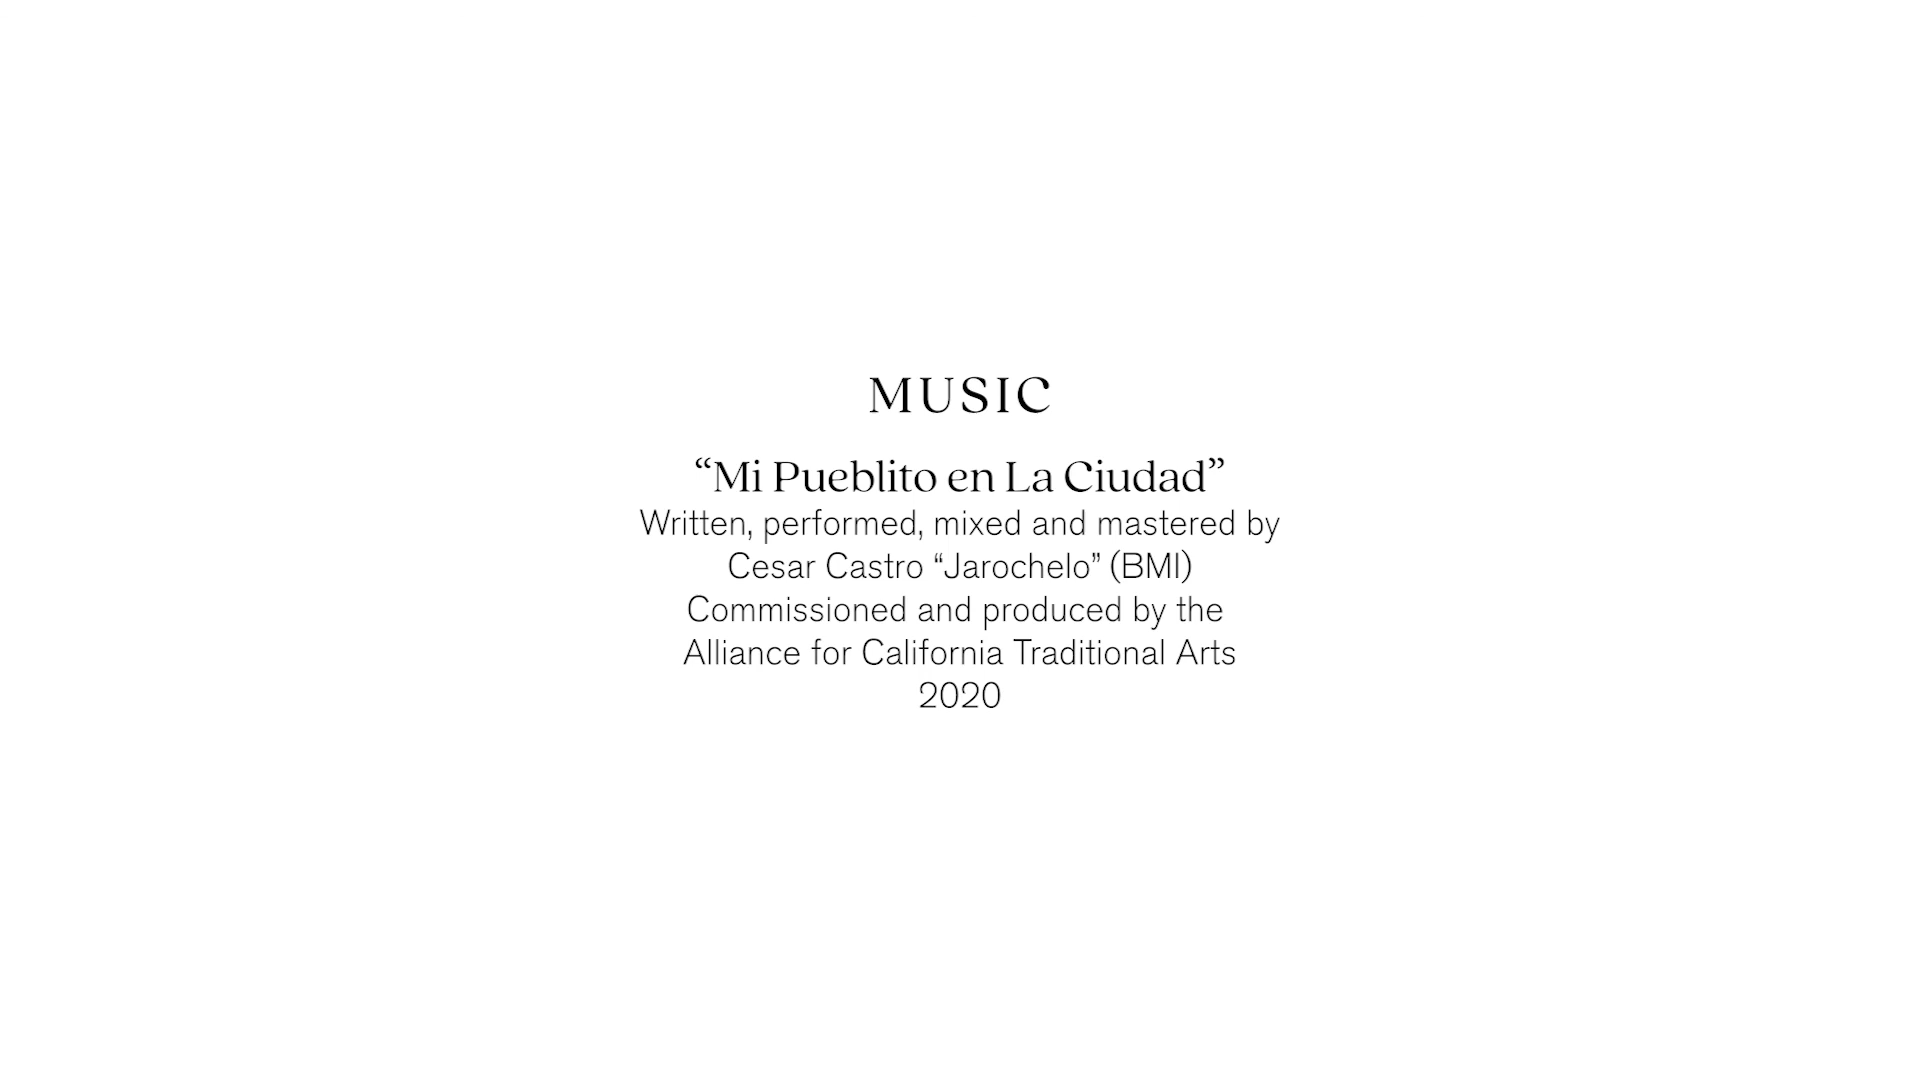 MUSIC
“Mi Pueblito en La Ciudad”
Written, performed, mixed and mastered by
Cesar Castro “Jarochelo” (BMI)
Commissioned and produced by the
Alliance for California Traditional Arts
2020